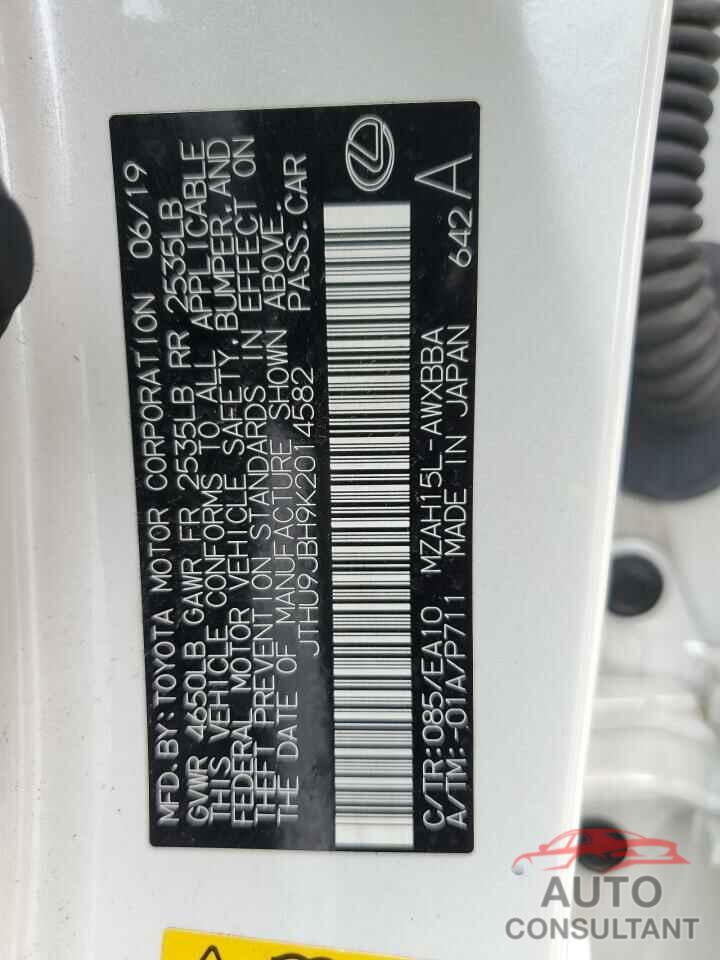 MFD. BY: TOYOTA MOTOR CORPORATION 06/19
GVWR 4650LB GAWR FR 2535LB RR 2535LB
THIS VEHICLE CONFORMS TO ALL APPLICABLE
FEDERAL MOTOR VEHICLE SAFETY, BUMPER, AND
THEFT PREVENTION STANDARDS IN EFFECT ON
THE DATE OF MANUFACTURE SHOWN ABOVE.
JTHU9JBH9K2014582 PASS. CAR
C/TR: 085/EA10 MZAH15L-AWXBBA 642 A
A/TM: -01A/P711 MADE IN JAPAN
AUTO
CONSULTANT